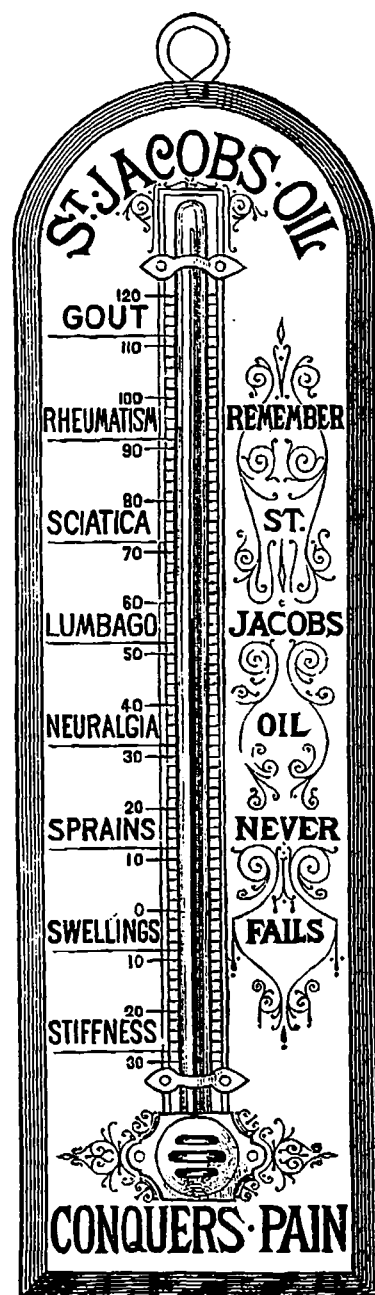 ST. JACOBS · OIL
120
GOUT
110
100
RHEUMATISM
90
80
SCIATICA
70
60
LUMBAGO
50
40
NEURALGIA
30
20
SPRAINS
10
0
SWELLINGS
10
20
STIFFNESS
30
REMEMBER
ST.
JACOBS
OIL
NEVER
FAILS
CONQUERS · PAIN